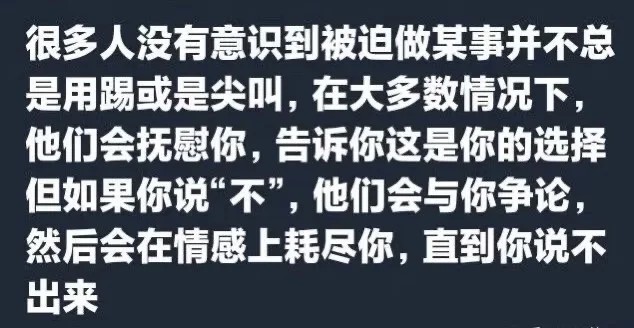 很多人没有意识到被迫做某事并不总
是用踢或是尖叫，在大多数情况下，
他们会抚慰你，告诉你这是你的选择
但如果你说“不”，他们会与你争论，
然后会在情感上耗尽你，直到你说不
出来